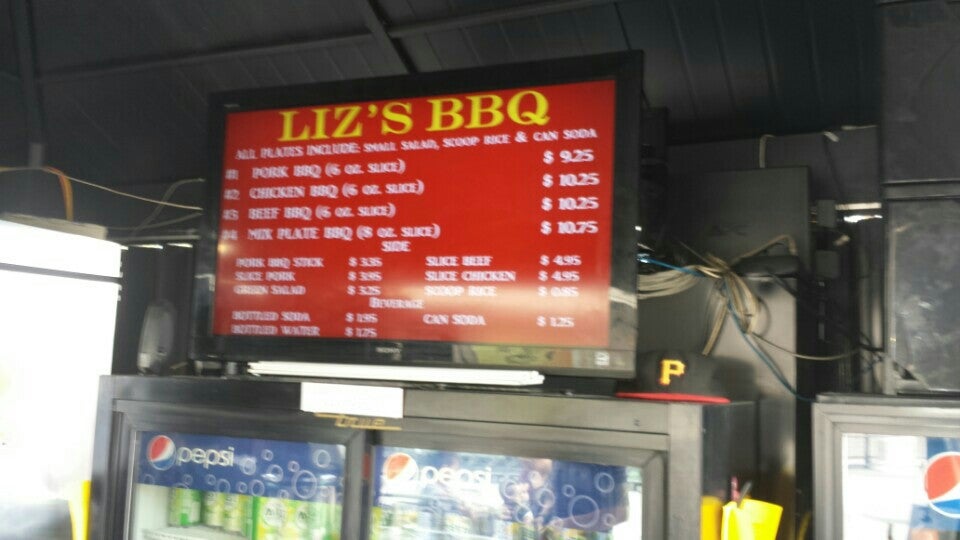 LIZ'S BBQ
ALL PLATES INCLUDE: SMALL SALAD, SCOOP RICE & CAN SODA
#1 PORK BBQ (6 OZ. SLICE) $ 9.25
#2 CHICKEN BBQ (6 OZ. SLICE) $ 10.25
#3 BEEF BBQ (6 OZ. SLICE) $ 10.25
#4 MIX PLATE BBQ (8 OZ. SLICE) $ 10.75
SIDE
PORK BBQ STICK $ 3.35 SLICE BEEF $ 4.95
SLICE PORK $ 3.95 SLICE CHICKEN $ 4.95
GREEN SALAD $ 3.25 SCOOP RICE $ 0.85
BEVERAGE
BOTTLED SODA $ 1.95 CAN SODA $ 1.25
BOTTLED WATER $ 1.75
SONY
P
pepsi
pepsi